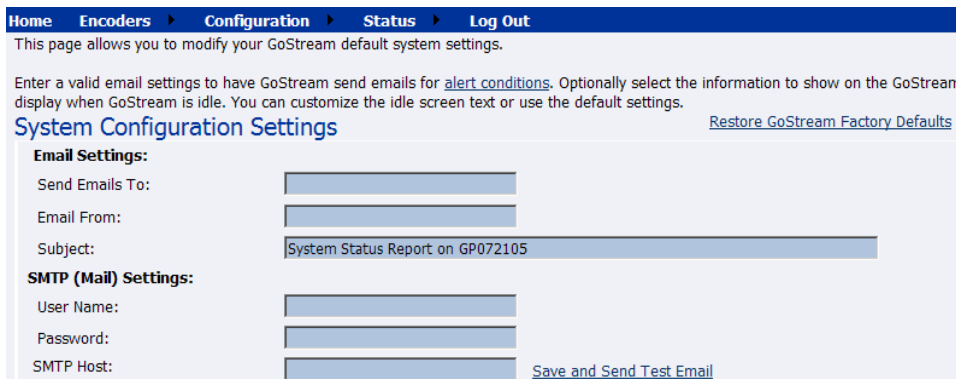 Home Encoders Configuration Status Log Out
This page allows you to modify your GoStream default system settings.
Enter a valid email settings to have GoStream send emails for alert conditions. Optionally select the information to show on the GoStream
display when GoStream is idle. You can customize the idle screen text or use the default settings.
System Configuration Settings Restore GoStream Factory Defaults
Email Settings:
Send Emails To:
Email From:
Subject: System Status Report on GP072105
SMTP (Mail) Settings:
User Name:
Password:
SMTP Host: Save and Send Test Email